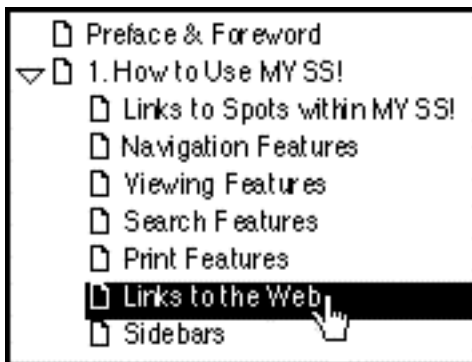 Preface & Foreword
1. How to Use MY SS!
Links to Spots within MY SS!
Navigation Features
Viewing Features
Search Features
Print Features
Links to the Web
Sidebars